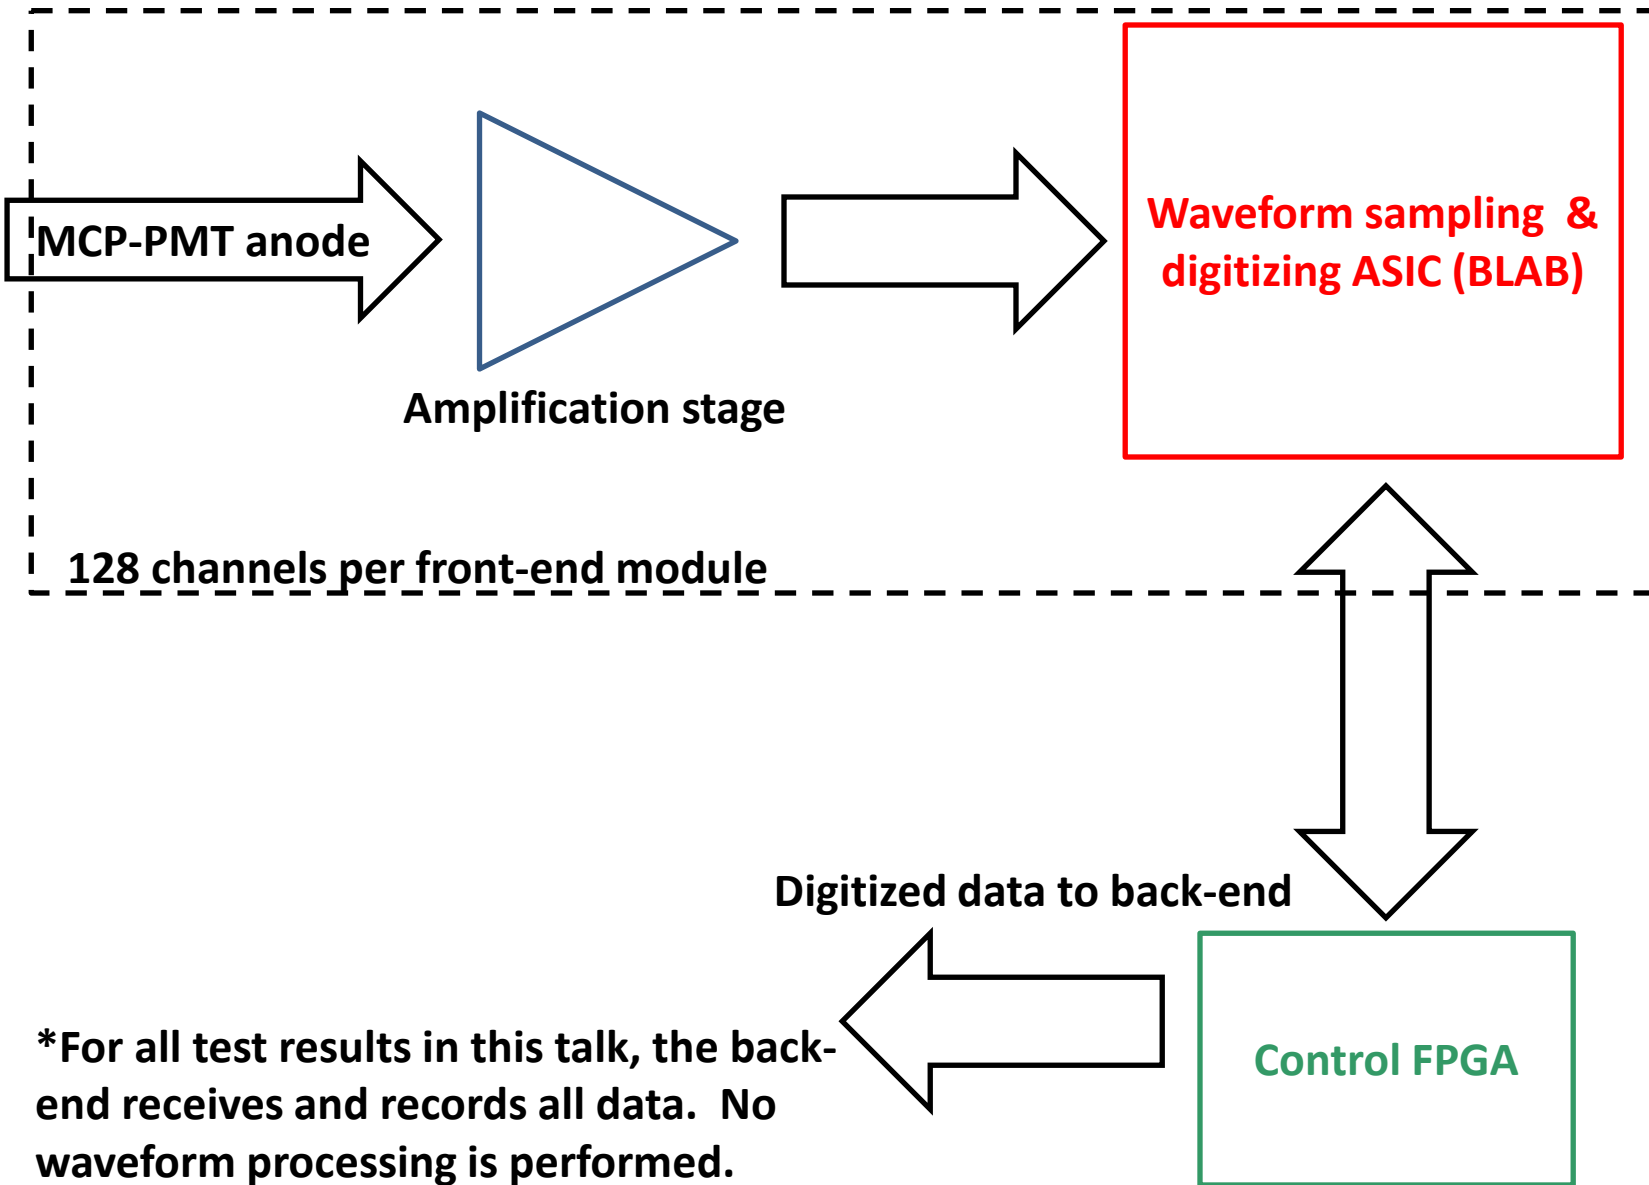 MCP-PMT anode
Waveform sampling  &
digitizing ASIC (BLAB)
Amplification stage
128 channels per front-end module
Digitized data to back-end
Control FPGA
*For all test results in this talk, the back-
end receives and records all data.  No
waveform processing is performed.